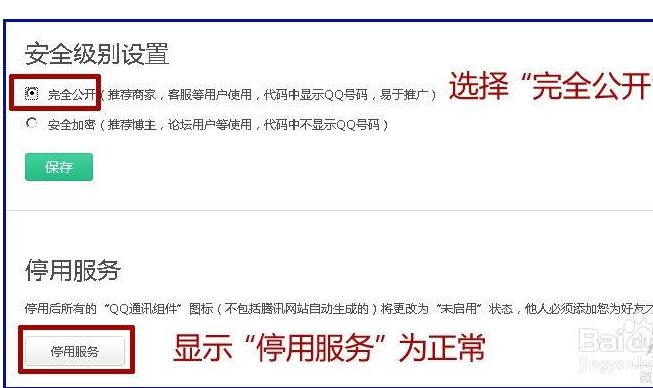 安全级别设置
完全公开（推荐商家，客服等用户使用，代码中显示QQ号码，易于推广）
选择“完全公开
安全加密（推荐博主，论坛用户等使用，代码中不显示QQ号码）
保存
停用服务
停用后所有的“QQ通讯组件”图标（不包括腾讯网站自动生成的）将更改为“未启用”状态，他人必须添加您为好友才
停用服务
显示“停用服务”为正常
Baidu
jingyan.baid